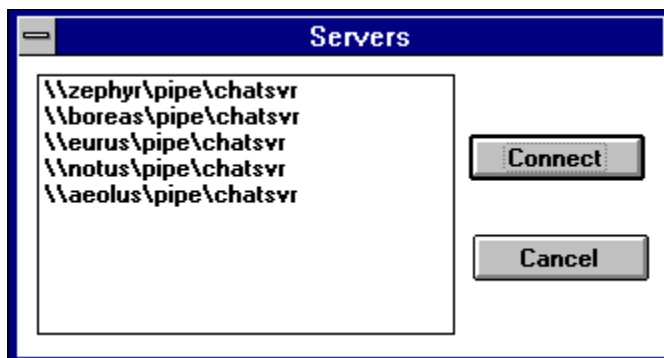 Servers
\\zephyr\pipe\chatsvr
\\boreas\pipe\chatsvr
\\eurus\pipe\chatsvr
\\notus\pipe\chatsvr
\\aeolus\pipe\chatsvr
Connect
Cancel